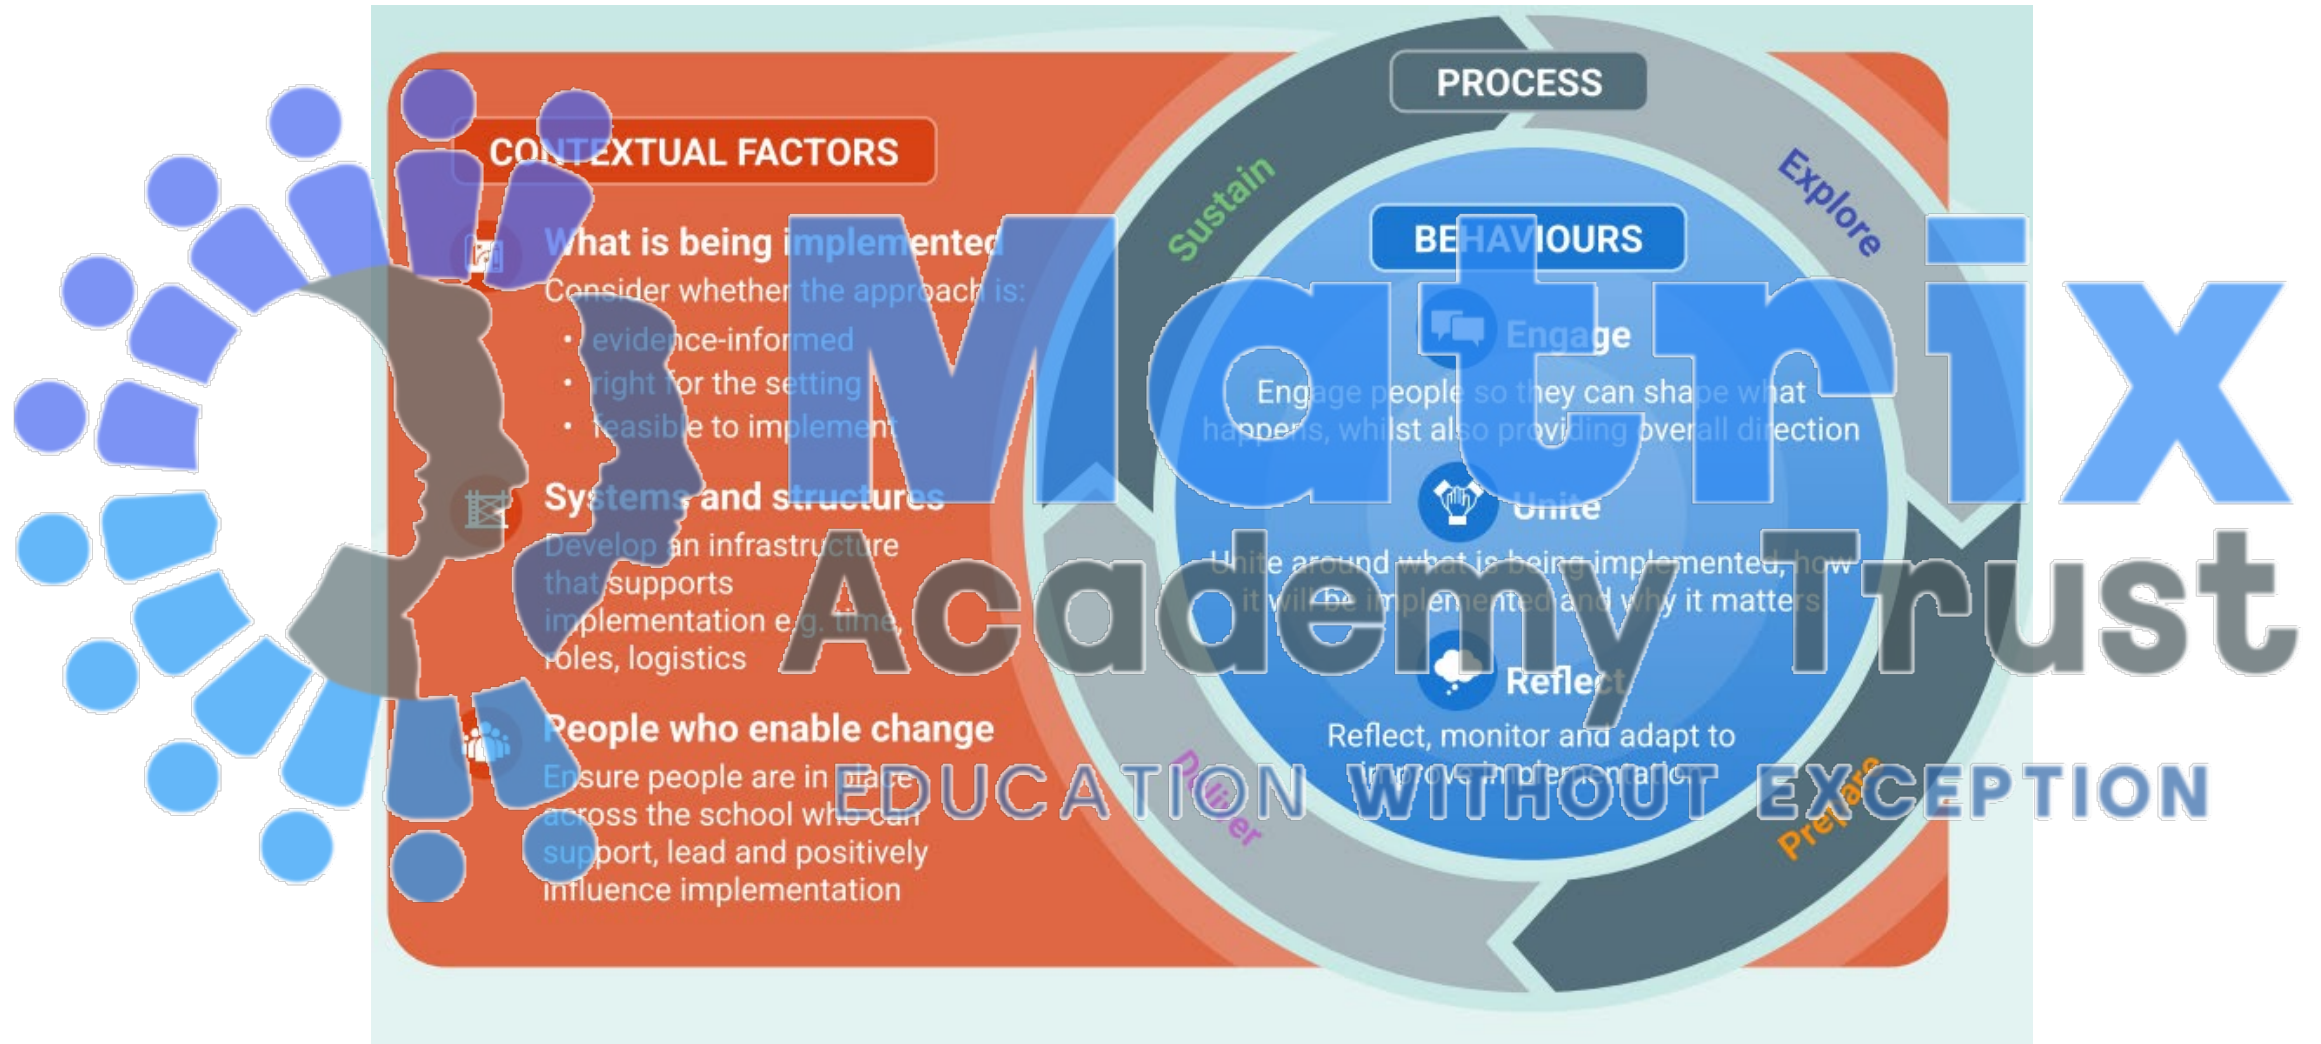 CONTEXTUAL FACTORS
What is being implemented
Consider whether the approach is:
• evidence-informed
• right for the setting
• feasible to implement
Systems and structures
Develop an infrastructure
that supports
implementation e.g. time,
roles, logistics
People who enable change
Ensure people are in place
across the school who can
support, lead and positively
influence implementation
PROCESS
Sustain
Explore
Deliver
Prepare
BEHAVIOURS
Engage
Engage people so they can shape what
happens, whilst also providing overall direction
Unite
Unite around what is being implemented, how
it will be implemented and why it matters
Reflect
Reflect, monitor and adapt to
improve implementation
Matrix
Academy Trust
EDUCATION WITHOUT EXCEPTION